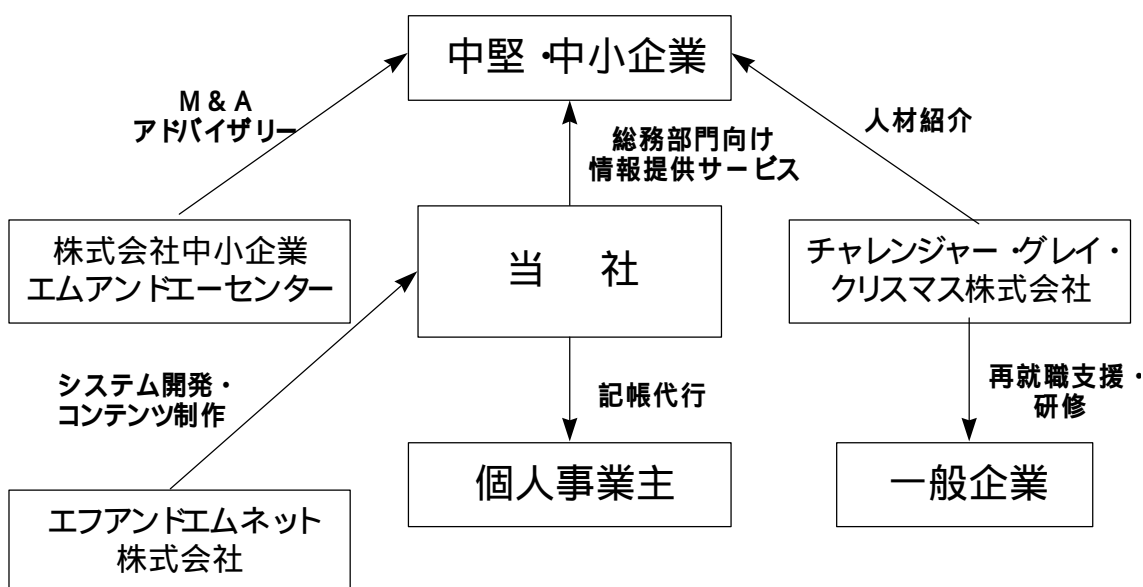 中堅・中小企業
M & A
アドバイザリー
総務部門向け
情報提供サービス
人材紹介
株式会社中小企業
エムアンドエーセンター
当　社
チャレンジャー・グレイ・
クリスマス株式会社
システム開発・
コンテンツ制作
記帳代行
再就職支援・
研修
エフアンドエムネット
株式会社
個人事業主
一般企業